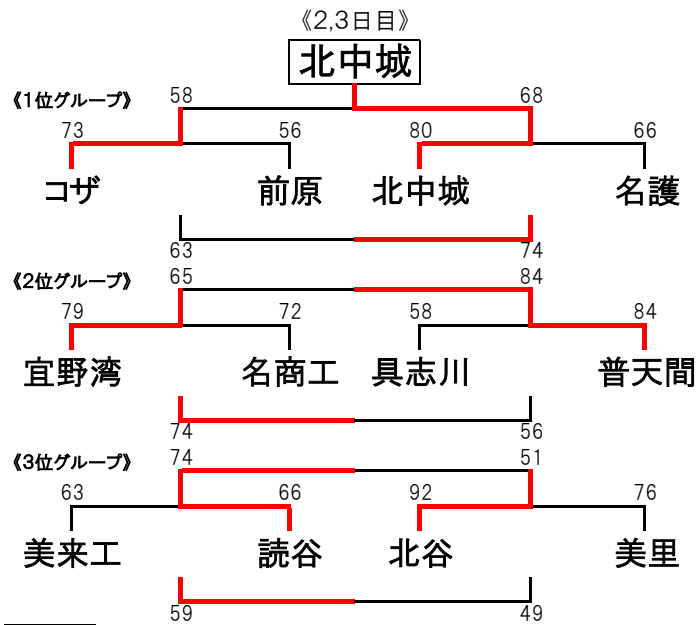 《2,3日目》
北中城
《1位グループ》 58 68
73 56 80 66
コザ 前原 北中城 名護
63 74
《2位グループ》 65 84
79 72 58 84
宜野湾 名商工 具志川 普天間
74 56
《3位グループ》 74 51
63 66 92 76
美来工 読谷 北谷 美里
59 49